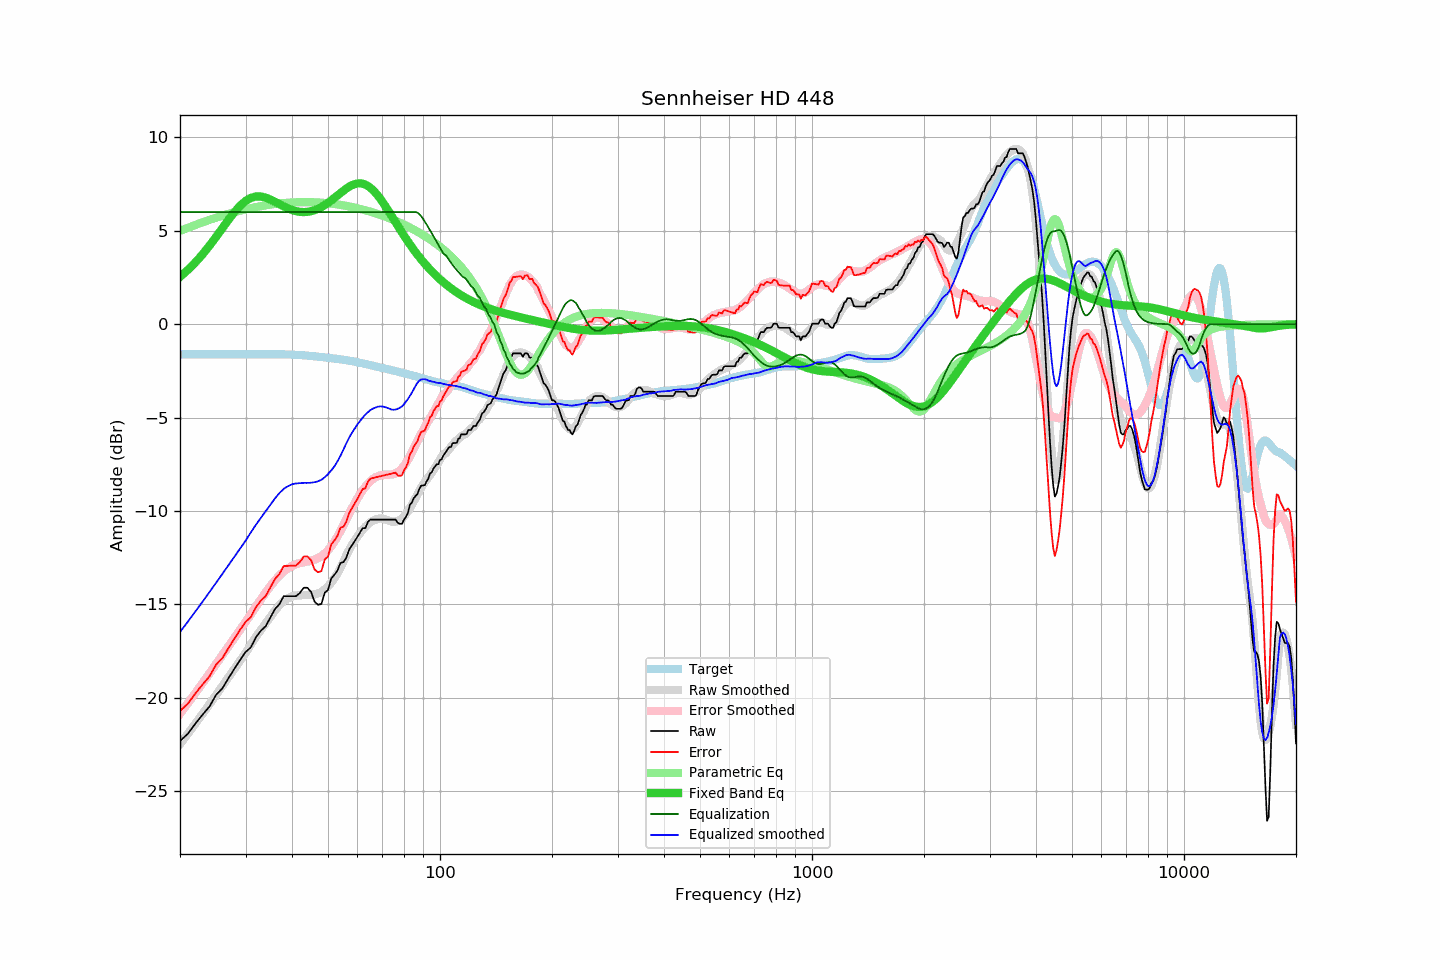 Sennheiser HD 448
10
5
0
−5
−10
−15
−20
−25
Amplitude (dBr)
Target
Raw Smoothed
Error Smoothed
Raw
Error
Parametric Eq
Fixed Band Eq
Equalization
Equalized smoothed
100 1000 10000
Frequency (Hz)